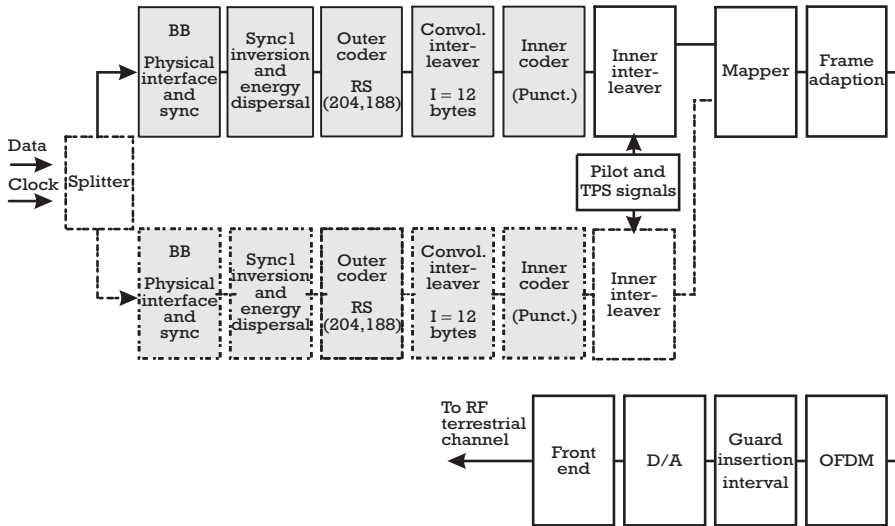 BB
Physical
interface
and
sync
Sync1
inversion
and
energy
dispersal
Outer
coder
RS
(204,188)
Convol.
inter-
leaver
I = 12
bytes
Inner
coder
(Punct.)
Inner
inter-
leaver
Mapper
Frame
adaption
Data
Clock
Splitter
Pilot and
TPS signals
BB
Physical
interface
and
sync
Sync1
inversion
and
energy
dispersal
Outer
coder
RS
(204,188)
Convol.
inter-
leaver
I = 12
bytes
Inner
coder
(Punct.)
Inner
inter-
leaver
To RF
terrestrial
channel
Front
end
D/A
Guard
insertion
interval
OFDM